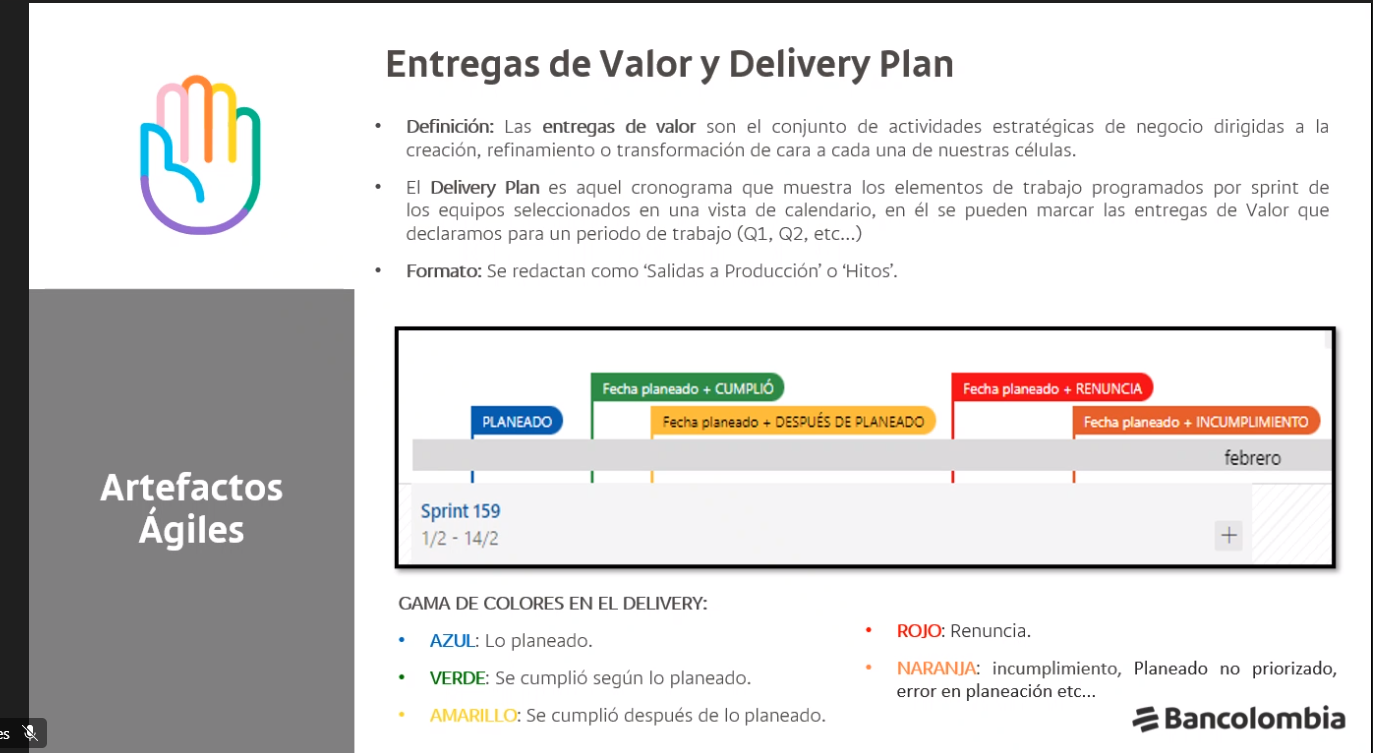 Entregas de Valor y Delivery Plan
• Definición: Las entregas de valor son el conjunto de actividades estratégicas de negocio dirigidas a la
creación, refinamiento o transformación de cara a cada una de nuestras células.
• El Delivery Plan es aquel cronograma que muestra los elementos de trabajo programados por sprint de
los equipos seleccionados en una vista de calendario, en él se pueden marcar las entregas de Valor que
declaramos para un periodo de trabajo (Q1, Q2, etc...)
• Formato: Se redactan como ‘Salidas a Producción’ o ‘Hitos’.
Artefactos
Ágiles
Fecha planeado + CUMPLIÓ
Fecha planeado + RENUNCIA
PLANEADO
Fecha planeado + DESPUÉS DE PLANEADO
Fecha planeado + INCUMPLIMIENTO
febrero
Sprint 159
1/2 - 14/2
GAMA DE COLORES EN EL DELIVERY:
• AZUL: Lo planeado.
• VERDE: Se cumplió según lo planeado.
• AMARILLO: Se cumplió después de lo planeado.
• ROJO: Renuncia.
• NARANJA: incumplimiento, Planeado no priorizado,
error en planeación etc...
Bancolombia
es